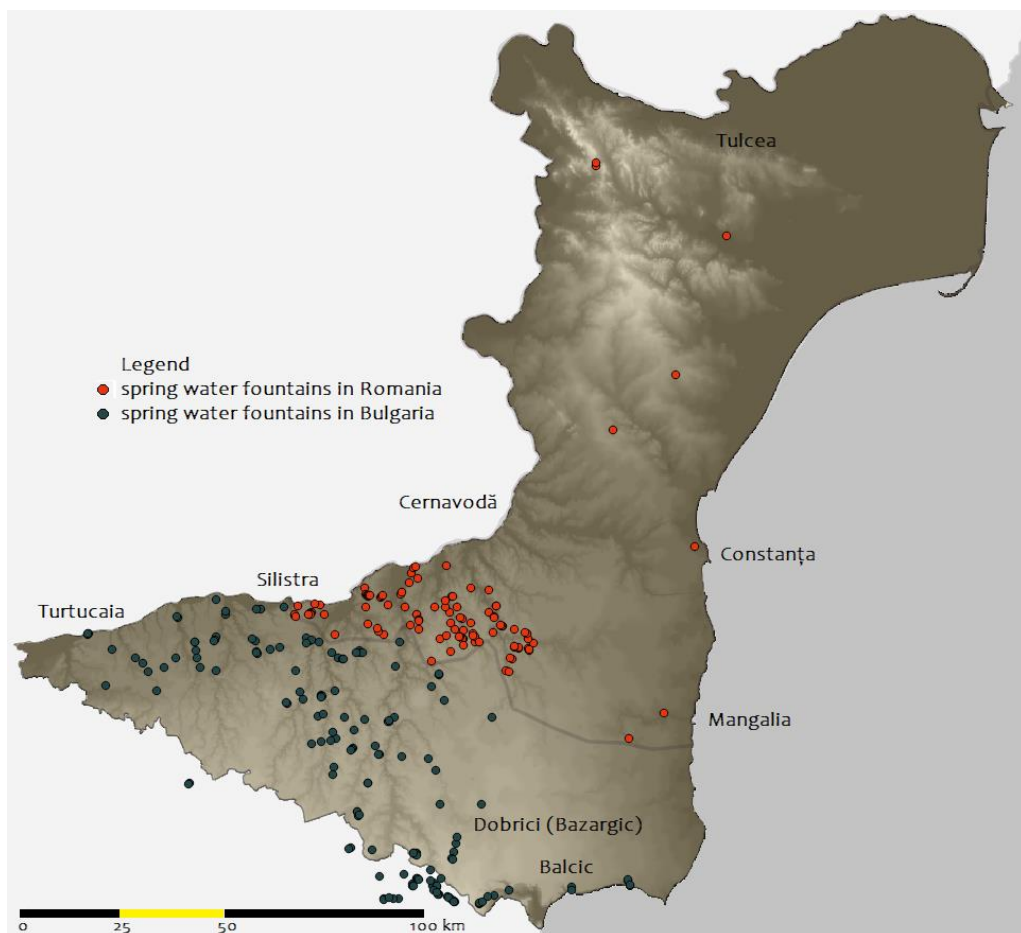 Tulcea
Legend
spring water fountains in Romania
spring water fountains in Bulgaria
Cernavodă
Constanța
Silistra
Turtucaia
Mangalia
Dobrici (Bazargic)
Balcic
0 25 50 100 km